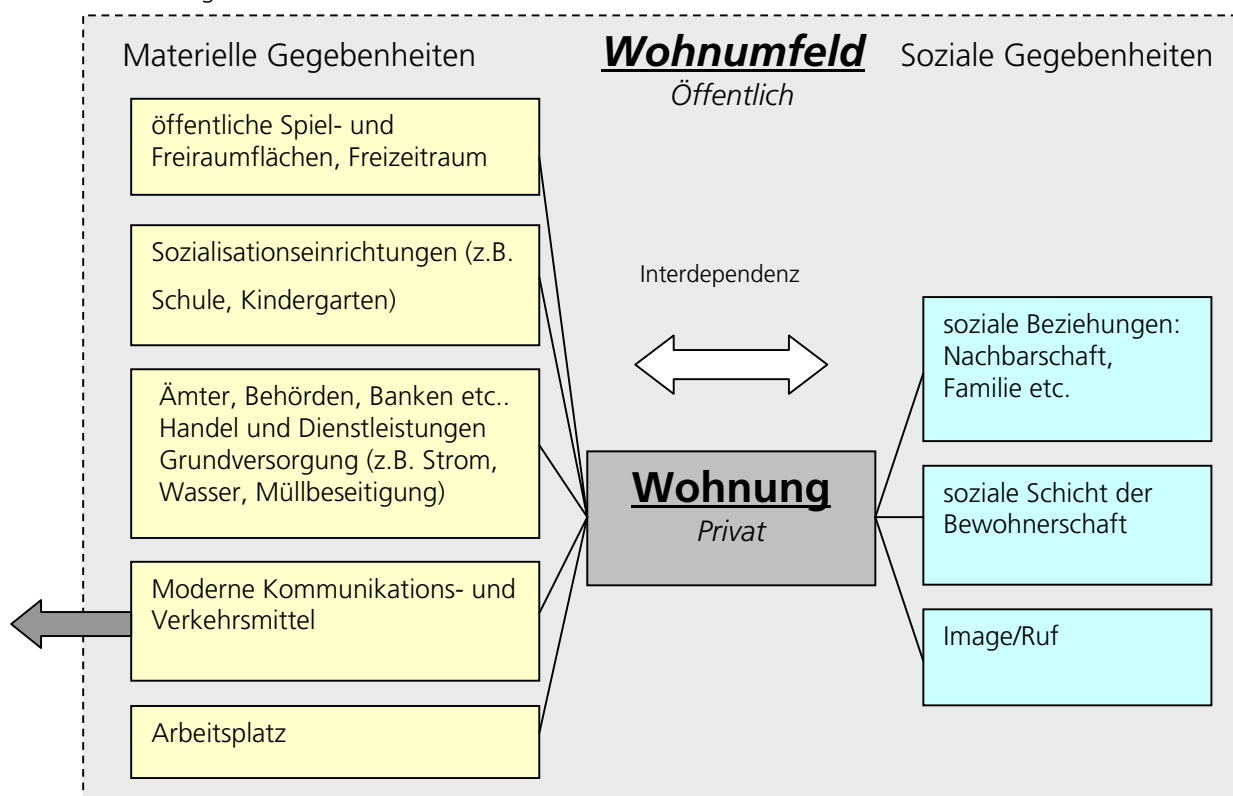 Materielle Gegebenheiten
Wohnumfeld
Öffentlich
Soziale Gegebenheiten
öffentliche Spiel- und
Freiraumflächen, Freizeitraum
Sozialisationseinrichtungen (z.B.
Schule, Kindergarten)
Ämter, Behörden, Banken etc..
Handel und Dienstleistungen
Grundversorgung (z.B. Strom,
Wasser, Müllbeseitigung)
Moderne Kommunikations- und
Verkehrsmittel
Arbeitsplatz
Interdependenz
Wohnung
Privat
soziale Beziehungen:
Nachbarschaft,
Familie etc.
soziale Schicht der
Bewohnerschaft
Image/Ruf